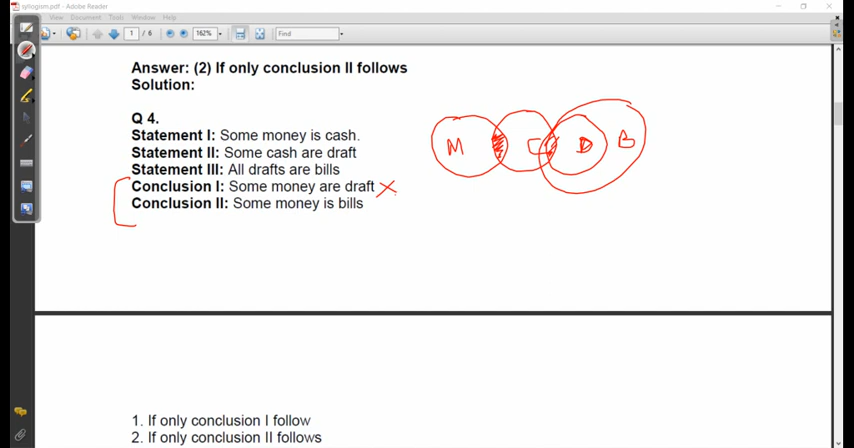 syllogism.pdf - Adobe Reader
View Document Tools Window Help
1 / 6 162% Find
Answer: (2) If only conclusion II follows
Solution:
Q 4.
Statement I: Some money is cash.
Statement II: Some cash are draft
Statement III: All drafts are bills
Conclusion I: Some money are draft
Conclusion II: Some money is bills
M C D B
1. If only conclusion I follow
2. If only conclusion II follows